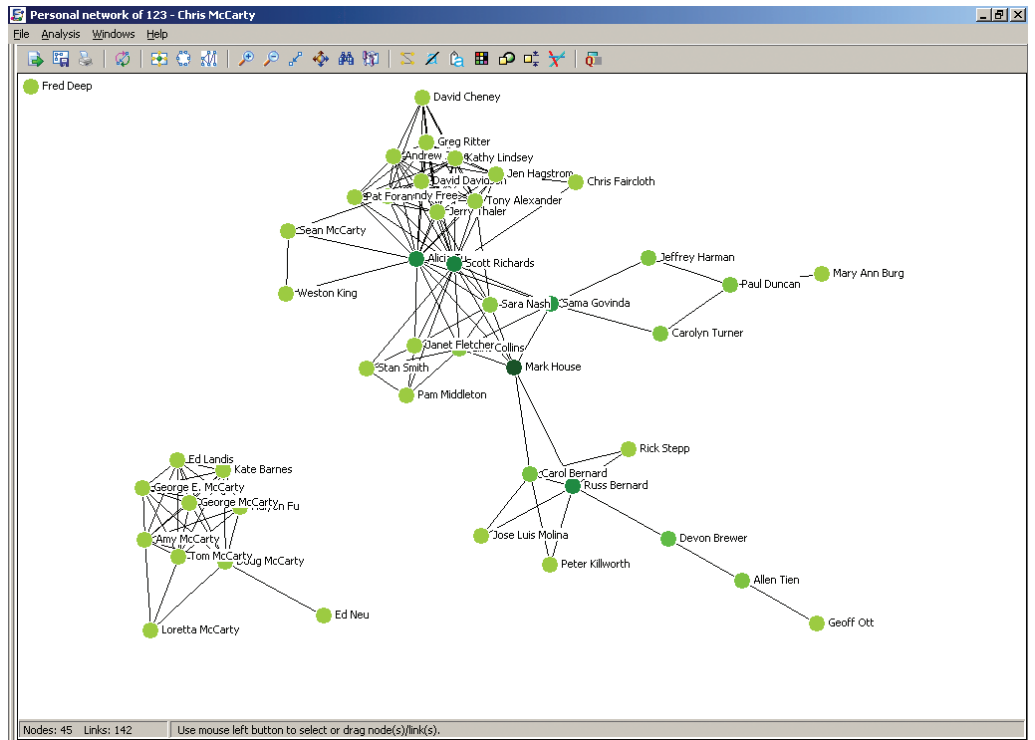 Personal network of 123 - Chris McCarty
File Analysis Windows Help
Fred Deep
David Cheney
Greg Ritter
Andrew
Kathy Lindsey
Jen Hagstrom
David Davidson
Chris Faircloth
Pat Foran
Tony Alexander
Jerry Thaler
Sean McCarty
Alicia
Scott Richards
Jeffrey Harman
Mary Ann Burg
Paul Duncan
Weston King
Sara Nash
Sama Govinda
Carolyn Turner
Janet Fletcher
Collins
Stan Smith
Mark House
Pam Middleton
Rick Stepp
Ed Landis
Kate Barnes
Carol Bernard
Russ Bernard
George E. McCarty
George McCarty
Fu
Jose Luis Molina
Amy McCarty
Devon Brewer
Tom McCarty
Doug McCarty
Peter Killworth
Allen Tien
Ed Neu
Geoff Ott
Loretta McCarty
Nodes: 45 Links: 142 Use mouse left button to select or drag node(s)/link(s).